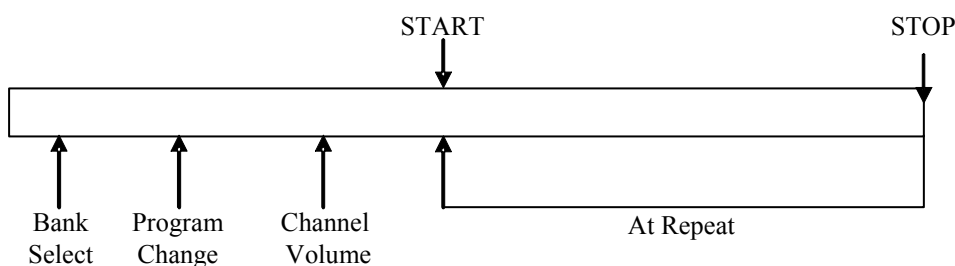 START
STOP
Bank
Select
Program
Change
Channel
Volume
At Repeat